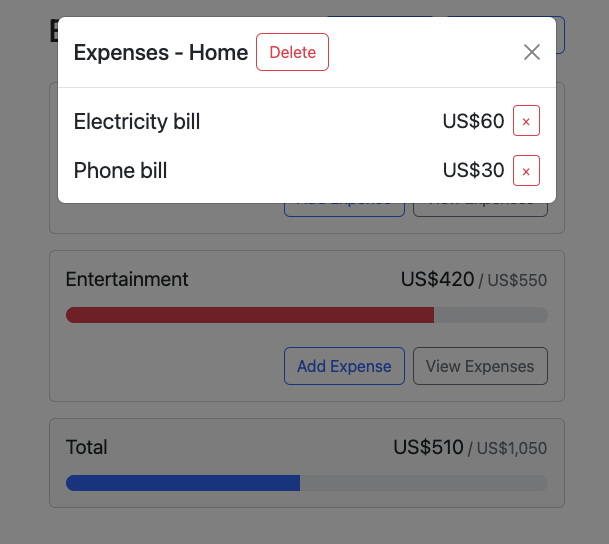 Expenses - Home Delete
Electricity bill US$60 ×
Phone bill US$30 ×
Entertainment US$420 / US$550
Add Expense View Expenses
Total US$510 / US$1,050